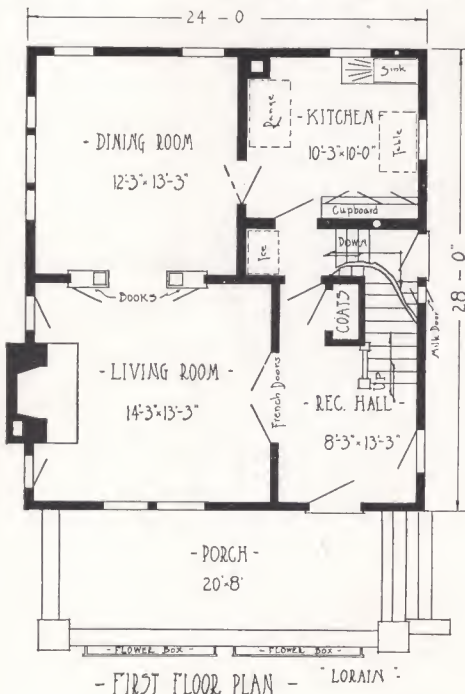 24 - 0
Sink
Range
- KITCHEN -
10'-3"×10'-0"
Table
- DINING ROOM
12'-3"× 13'-3"
Cupboard
Ice
Down
28'-0"
BOOKS
COATS
Milk Door
UP
- LIVING ROOM -
14'-3"×13'-3"
French Doors
- REC. HALL -
8'-3"×13'-3"
- PORCH -
20'×8'
- FLOWER BOX -
- FLOWER BOX -
- FIRST FLOOR PLAN - "LORAIN" -